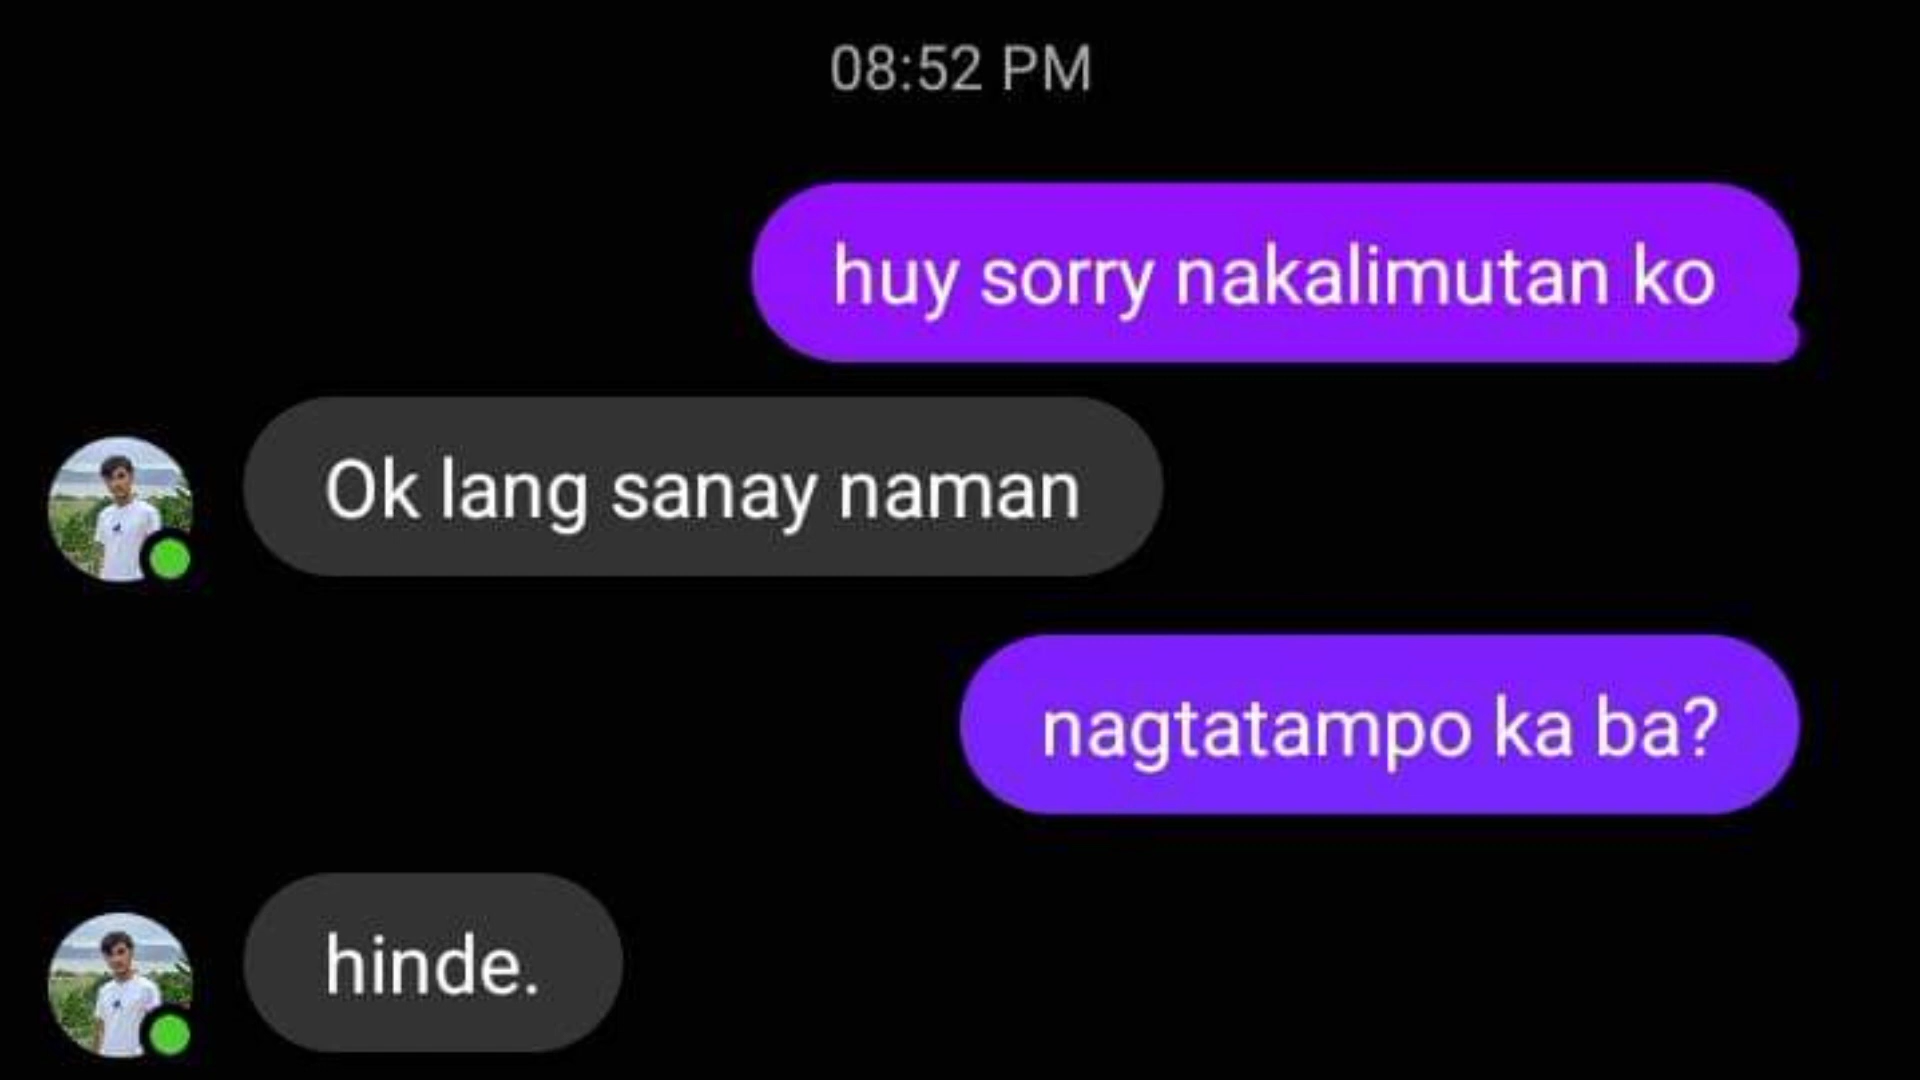 08:52 PM
huy sorry nakalimutan ko
Ok lang sanay naman
nagtatampo ka ba?
hinde.